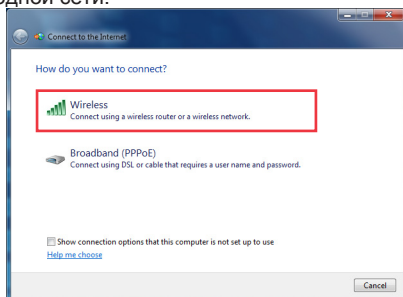 одной сети.
Connect to the Internet
How do you want to connect?
Wireless
Connect using a wireless router or a wireless network.
Broadband (PPPoE)
Connect using DSL or cable that requires a user name and password.
Show connection options that this computer is not set up to use
Help me choose
Cancel